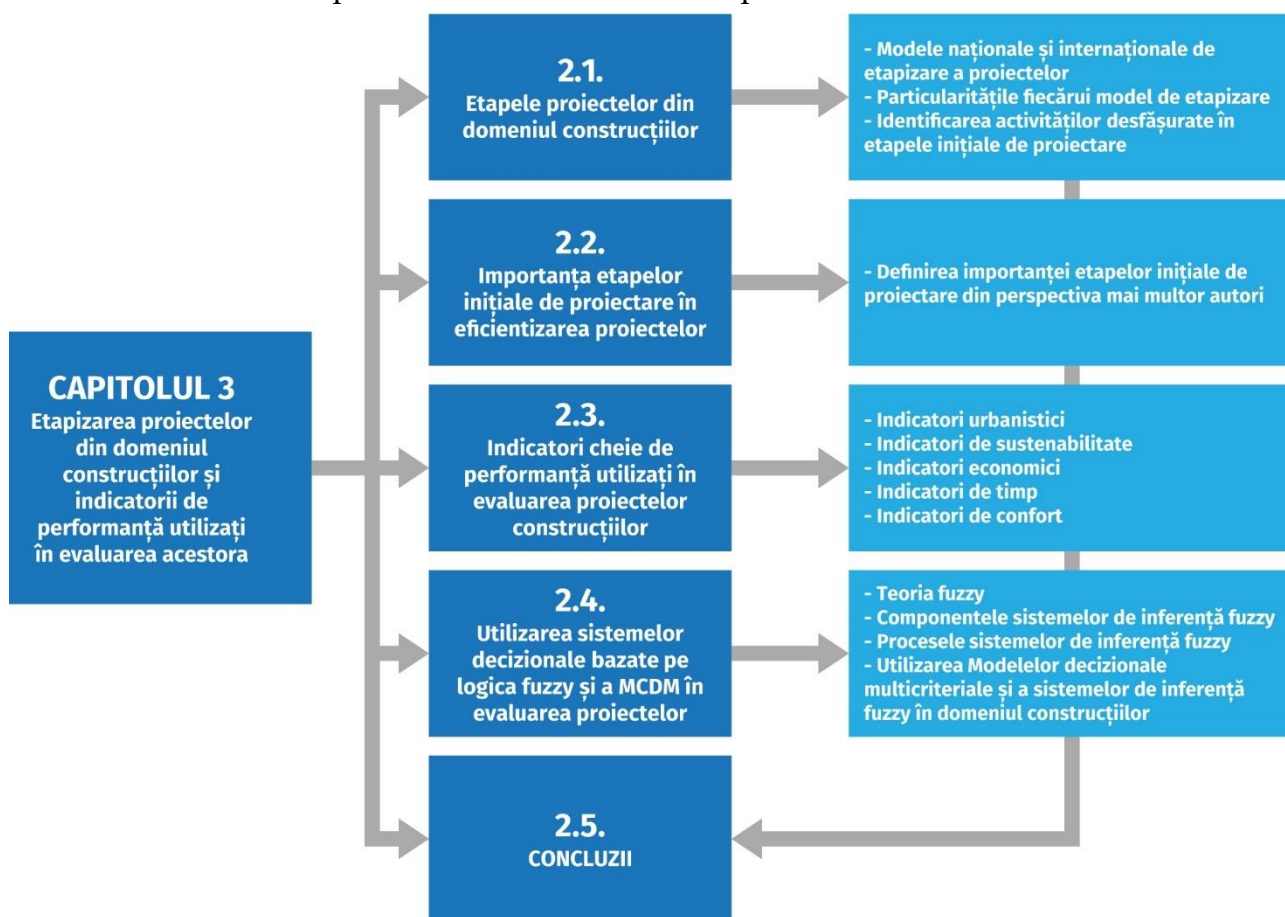 CAPITOLUL 3
Etapizarea proiectelor
din domeniul
construcțiilor și
indicatorii de
performanță utilizați
în evaluarea acestora
2.1.
Etapele proiectelor din
domeniul construcțiilor
- Modele naționale și internaționale de
etapizare a proiectelor
- Particularitățile fiecărui model de etapizare
- Identificarea activităților desfășurate în
etapele inițiale de proiectare
2.2.
Importanța etapelor
inițiale de proiectare în
eficientizarea proiectelor
- Definirea importanței etapelor inițiale de
proiectare din perspectiva mai multor autori
2.3.
Indicatori cheie de
performanță utilizați în
evaluarea proiectelor
construcțiilor
- Indicatori urbanistici
- Indicatori de sustenabilitate
- Indicatori economici
- Indicatori de timp
- Indicatori de confort
2.4.
Utilizarea sistemelor
decizionale bazate pe
logica fuzzy și a MCDM în
evaluarea proiectelor
- Teoria fuzzy
- Componentele sistemelor de inferență fuzzy
- Procesele sistemelor de inferență fuzzy
- Utilizarea Modelelor decizionale
multicriteriale și a sistemelor de inferență
fuzzy în domeniul construcțiilor
2.5.
CONCLUZII